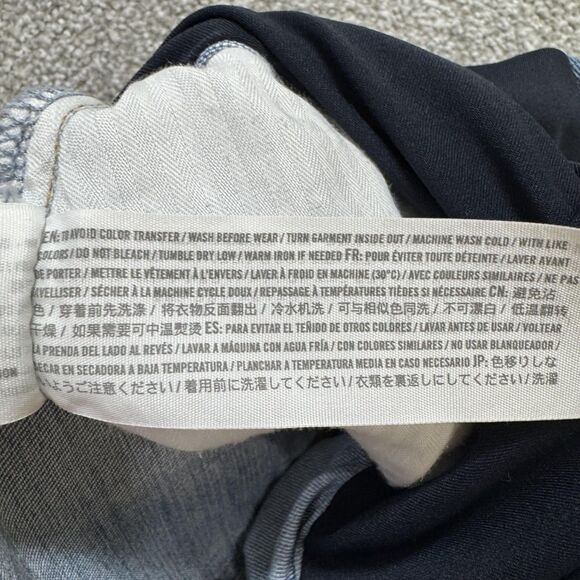 EN: TO AVOID COLOR TRANSFER / WASH BEFORE WEAR / TURN GARMENT INSIDE OUT / MACHINE WASH COLD / WITH LIKE
COLORS / DO NOT BLEACH / TUMBLE DRY LOW / WARM IRON IF NEEDED FR: POUR ÉVITER TOUTE DÉTEINTE / LAVER AVANT
DE PORTER / METTRE LE VÊTEMENT À L'ENVERS / LAVER À FROID EN MACHINE (30°C) / AVEC COULEURS SIMILAIRES / NE PAS
JAVELLISER / SÉCHER À LA MACHINE CYCLE DOUX / REPASSAGE À TEMPÉRATURES TIÈDES SI NÉCESSAIRE CN: 避免沾
色 / 穿着前先洗涤 / 将衣物反面翻出 / 冷水机洗 / 可与相似色同洗 / 不可漂白 / 低温翻转
干燥 / 如果需要可中温熨烫 ES: PARA EVITAR EL TEÑIDO DE OTROS COLORES / LAVAR ANTES DE USAR / VOLTEAR
LA PRENDA DEL LADO AL REVÉS / LAVAR A MÁQUINA CON AGUA FRÍA / CON COLORES SIMILARES / NO USAR BLANQUEADOR/
SECAR EN SECADORA A BAJA TEMPERATURA / PLANCHAR A TEMPERATURA MEDIA EN CASO NECESARIO JP: 色移りしな
いようご注意ください / 着用前に洗濯してください / 衣類を裏返しにしてください / 洗濯